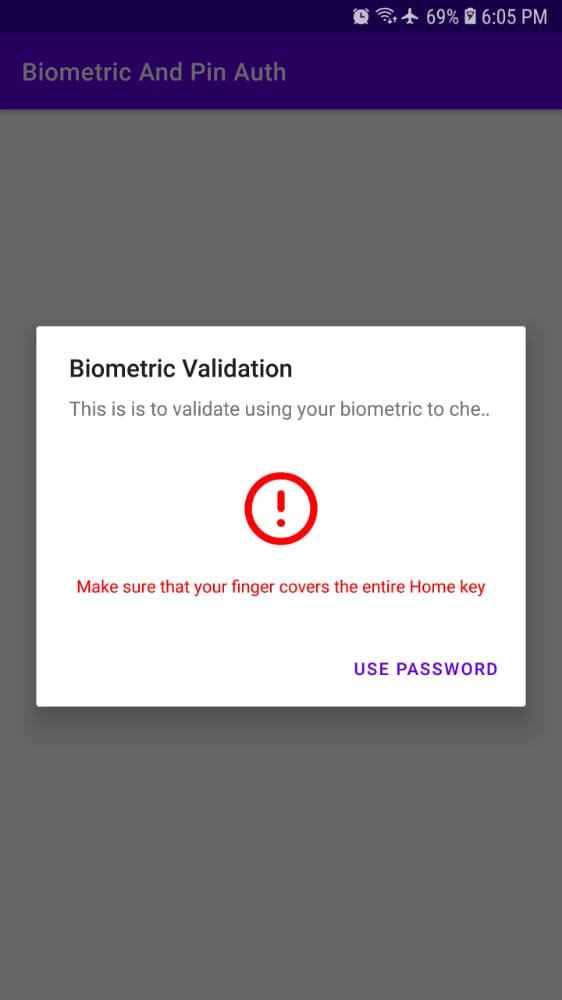 69% 6:05 PM
Biometric And Pin Auth
Biometric Validation
This is is to validate using your biometric to che..
Make sure that your finger covers the entire Home key
USE PASSWORD